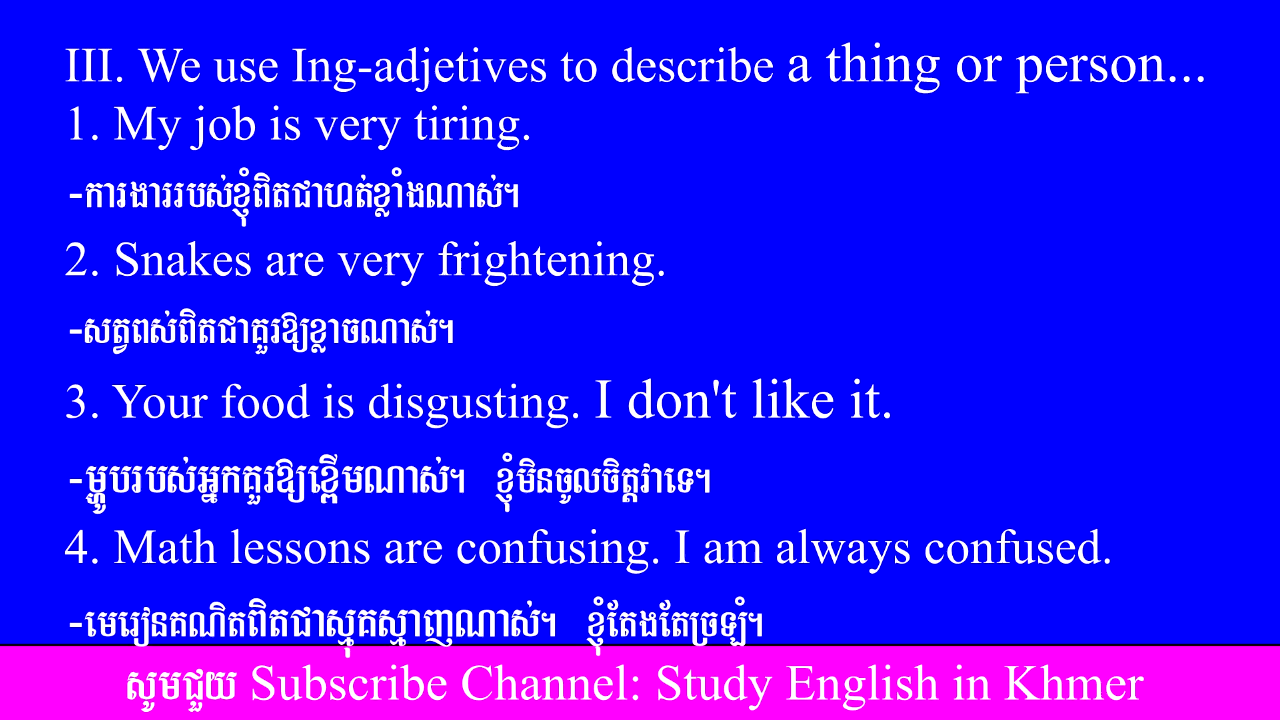 III. We use Ing-adjetives to describe a thing or person...
1. My job is very tiring.
-ការងាររបស់ខ្ញុំពិតជាហត់ខ្លាំងណាស់។
2. Snakes are very frightening.
-សត្វពស់ពិតជាគួរឱ្យខ្លាចណាស់។
3. Your food is disgusting. I don't like it.
-ម្ហូបរបស់អ្នកគួរឱ្យខ្ពើមណាស់។ ខ្ញុំមិនចូលចិត្តវាទេ។
4. Math lessons are confusing. I am always confused.
-មេរៀនគណិតពិតជាស្មុគស្មាញណាស់។ ខ្ញុំតែងតែច្រឡំ។
សូមជួយ Subscribe Channel: Study English in Khmer